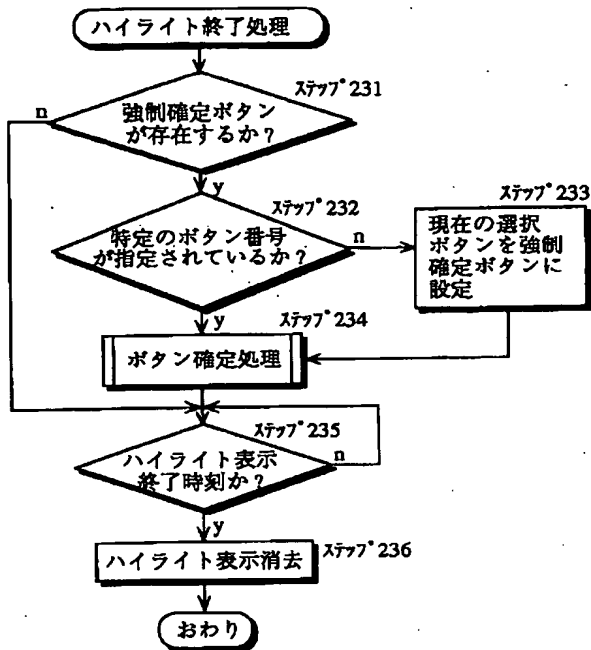 ハイライト終了処理
ステップ231
強制確定ボタン
が存在するか?
n
y
ステップ232
特定のボタン番号
が指定されているか?
n
y
ステップ233
現在の選択
ボタンを強制
確定ボタンに
設定
ステップ234
ボタン確定処理
ステップ235
ハイライト表示
終了時刻か?
n
y
ハイライト表示消去
ステップ236
おわり